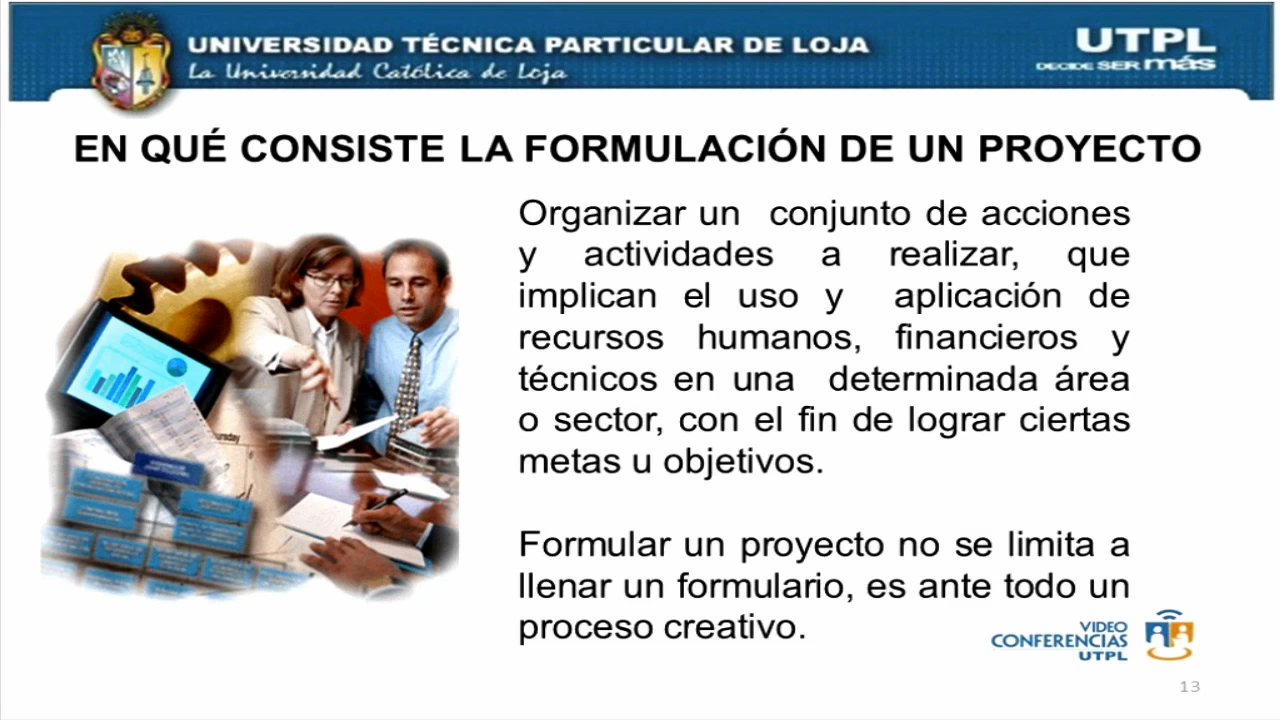 UNIVERSIDAD TÉCNICA PARTICULAR DE LOJA
La Universidad Católica de Loja
UTPL
DECIDE SER más
EN QUÉ CONSISTE LA FORMULACIÓN DE UN PROYECTO
Organizar un conjunto de acciones
y actividades a realizar, que
implican el uso y aplicación de
recursos humanos, financieros y
técnicos en una determinada área
o sector, con el fin de lograr ciertas
metas u objetivos.
Formular un proyecto no se limita a
llenar un formulario, es ante todo un
proceso creativo.
VIDEO
CONFERENCIAS
UTPL
13